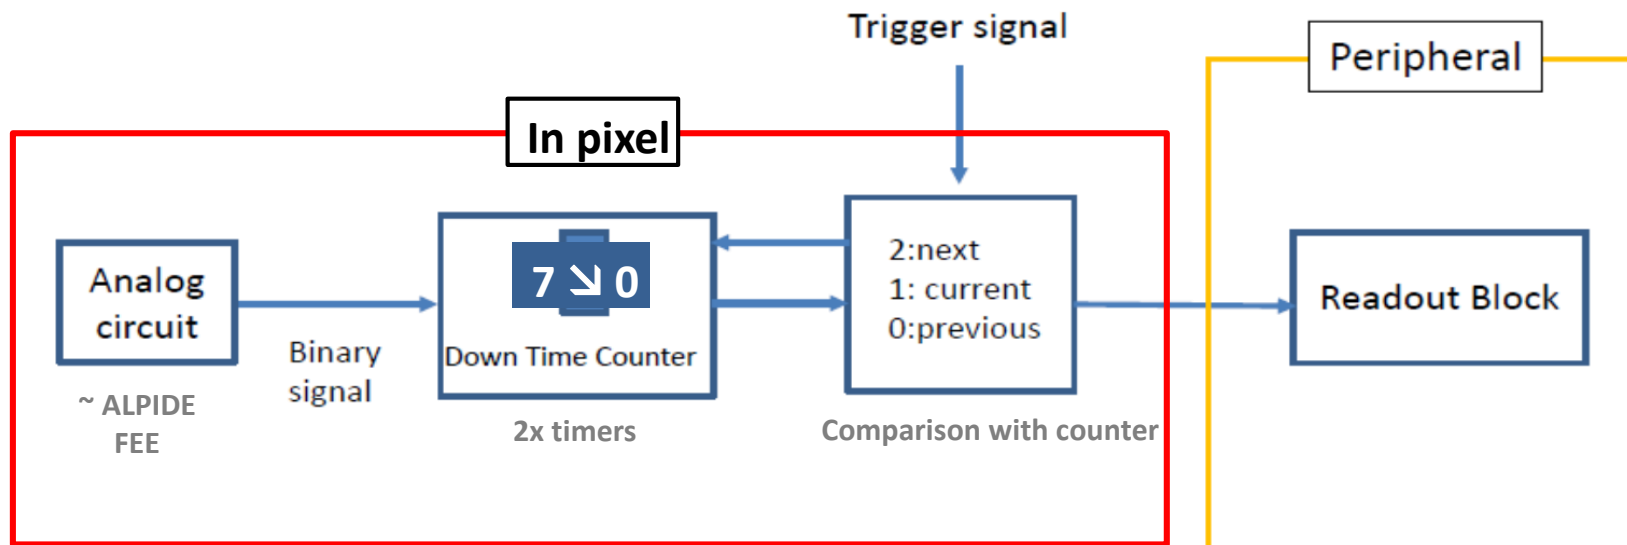 Trigger signal
Peripheral
In pixel
Analog
circuit
~ ALPIDE
FEE
Binary
signal
7 ↘ 0
Down Time Counter
2x timers
2:next
1: current
0:previous
Comparison with counter
Readout Block